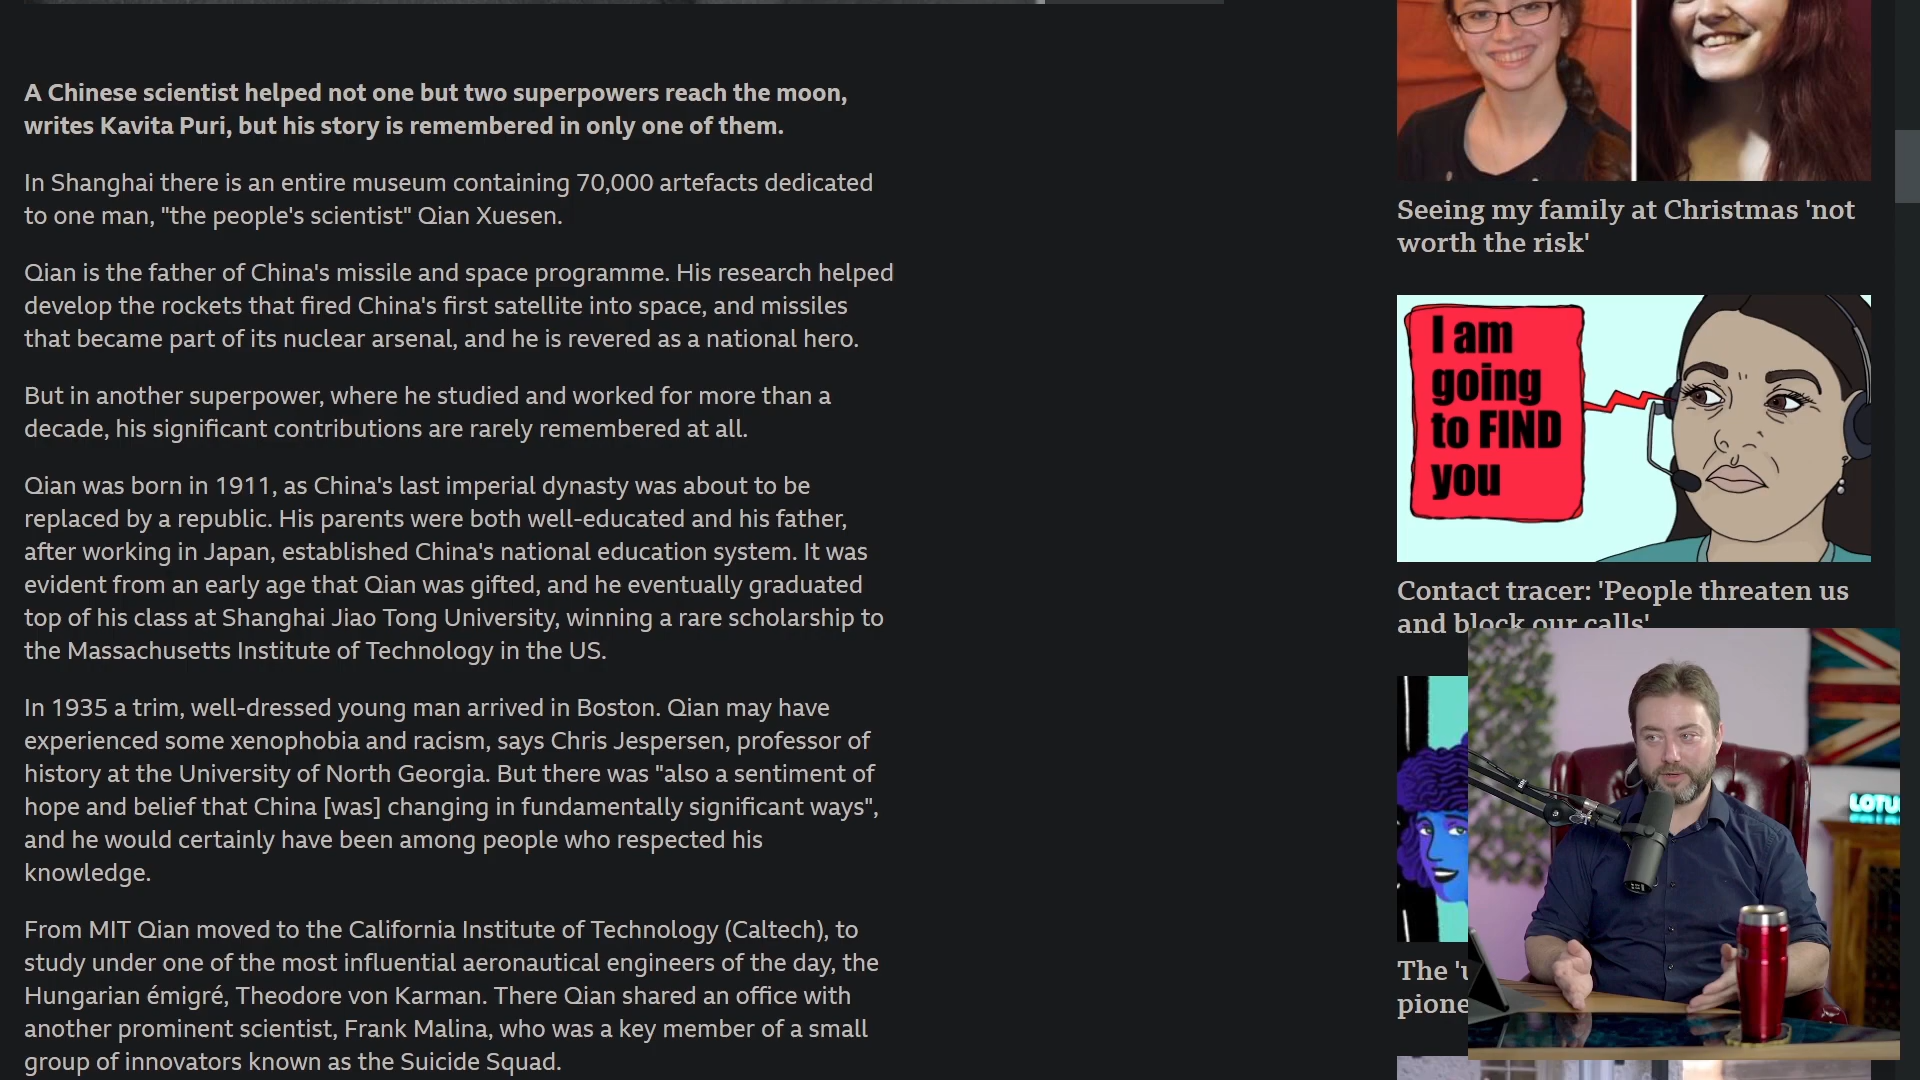 A Chinese scientist helped not one but two superpowers reach the moon,
writes Kavita Puri, but his story is remembered in only one of them.
In Shanghai there is an entire museum containing 70,000 artefacts dedicated
to one man, "the people's scientist" Qian Xuesen.
Qian is the father of China's missile and space programme. His research helped
develop the rockets that fired China's first satellite into space, and missiles
that became part of its nuclear arsenal, and he is revered as a national hero.
But in another superpower, where he studied and worked for more than a
decade, his significant contributions are rarely remembered at all.
Qian was born in 1911, as China's last imperial dynasty was about to be
replaced by a republic. His parents were both well-educated and his father,
after working in Japan, established China's national education system. It was
evident from an early age that Qian was gifted, and he eventually graduated
top of his class at Shanghai Jiao Tong University, winning a rare scholarship to
the Massachusetts Institute of Technology in the US.
In 1935 a trim, well-dressed young man arrived in Boston. Qian may have
experienced some xenophobia and racism, says Chris Jespersen, professor of
history at the University of North Georgia. But there was "also a sentiment of
hope and belief that China [was] changing in fundamentally significant ways",
and he would certainly have been among people who respected his
knowledge.
From MIT Qian moved to the California Institute of Technology (Caltech), to
study under one of the most influential aeronautical engineers of the day, the
Hungarian émigré, Theodore von Karman. There Qian shared an office with
another prominent scientist, Frank Malina, who was a key member of a small
group of innovators known as the Suicide Squad.
Seeing my family at Christmas 'not
worth the risk'
I am
going
to FIND
you
Contact tracer: 'People threaten us
and block our calls'
The 'u
pione
LOTU